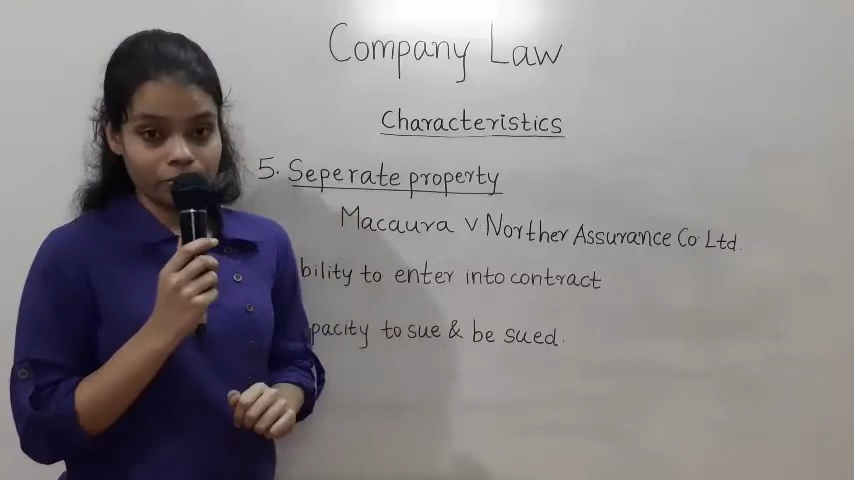 Company Law
Characteristics
5. Seperate property
Macaura v. Norther Assurance Co. Ltd.
bility to enter into contract
pacity to sue & be sued.